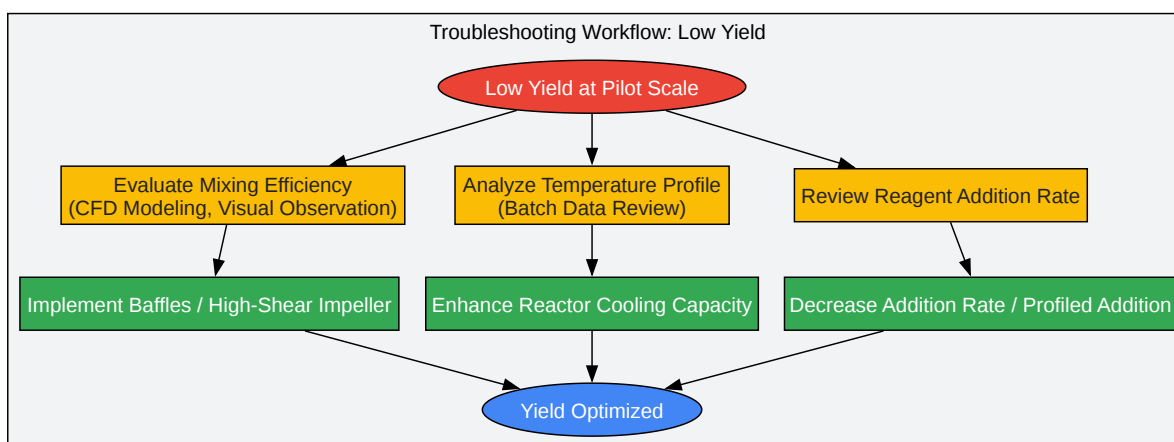 Troubleshooting Workflow: Low Yield
Low Yield at Pilot Scale
Evaluate Mixing Efficiency
(CFD Modeling, Visual Observation)
Analyze Temperature Profile
(Batch Data Review)
Review Reagent Addition Rate
Implement Baffles / High-Shear Impeller
Enhance Reactor Cooling Capacity
Decrease Addition Rate / Profiled Addition
Yield Optimized